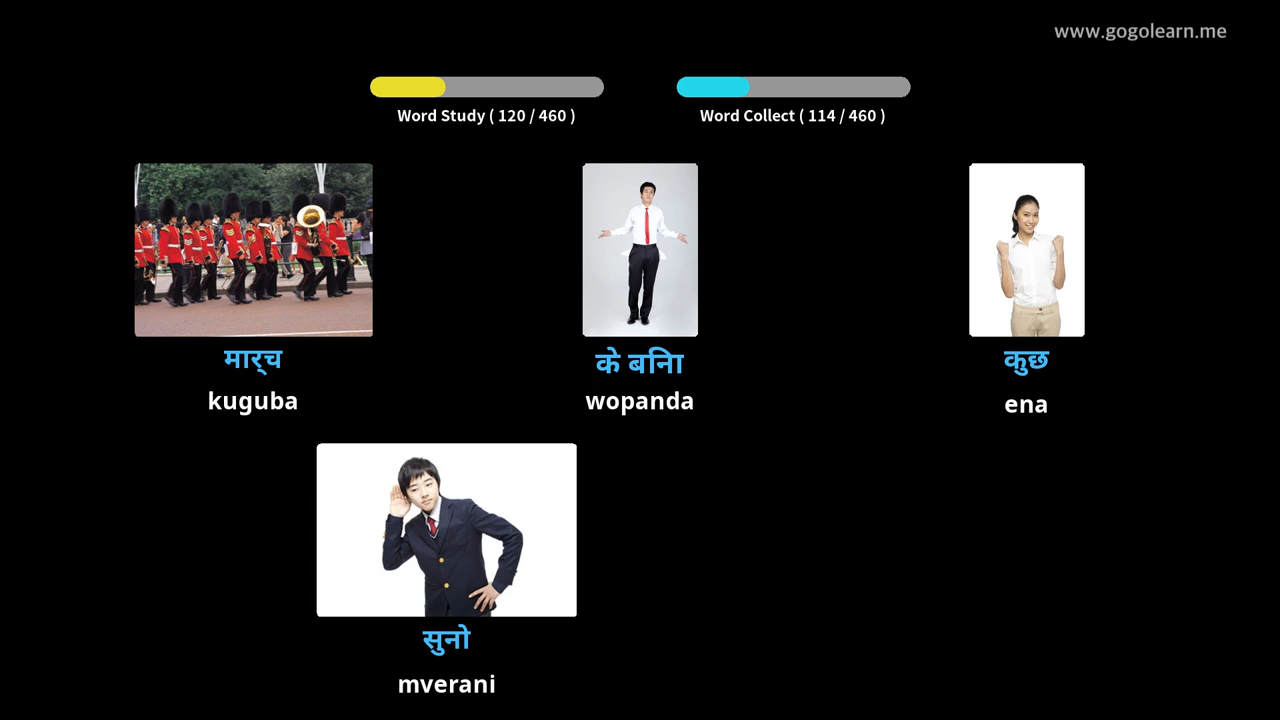 www.gogolearn.me
Word Study ( 120 / 460 )
Word Collect ( 114 / 460 )
मार्च
के बिना
कुछ
kuguba
wopanda
ena
सुनो
mverani